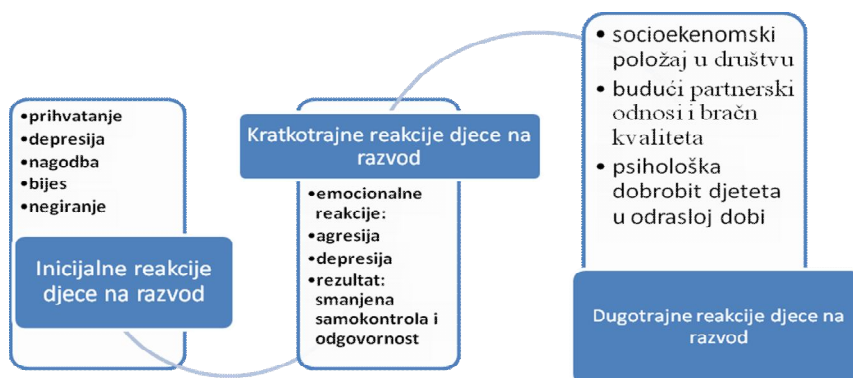 •prihvatanje
•depresija
•nagodba
•bijes
•negiranje
Inicijalne reakcije
djece na razvod
Kratkotrajne reakcije djece na
razvod
•emocionalne
reakcije:
•agresija
•depresija
•rezultat:
smanjena
samokontrola i
odgovornost
• socioekenomski
položaj u društvu
• budući partnerski
odnosi i bračn
kvaliteta
• psihološka
dobrobit djeteta
u odrasloj dobi
Dugotrajne reakcije djece na
razvod